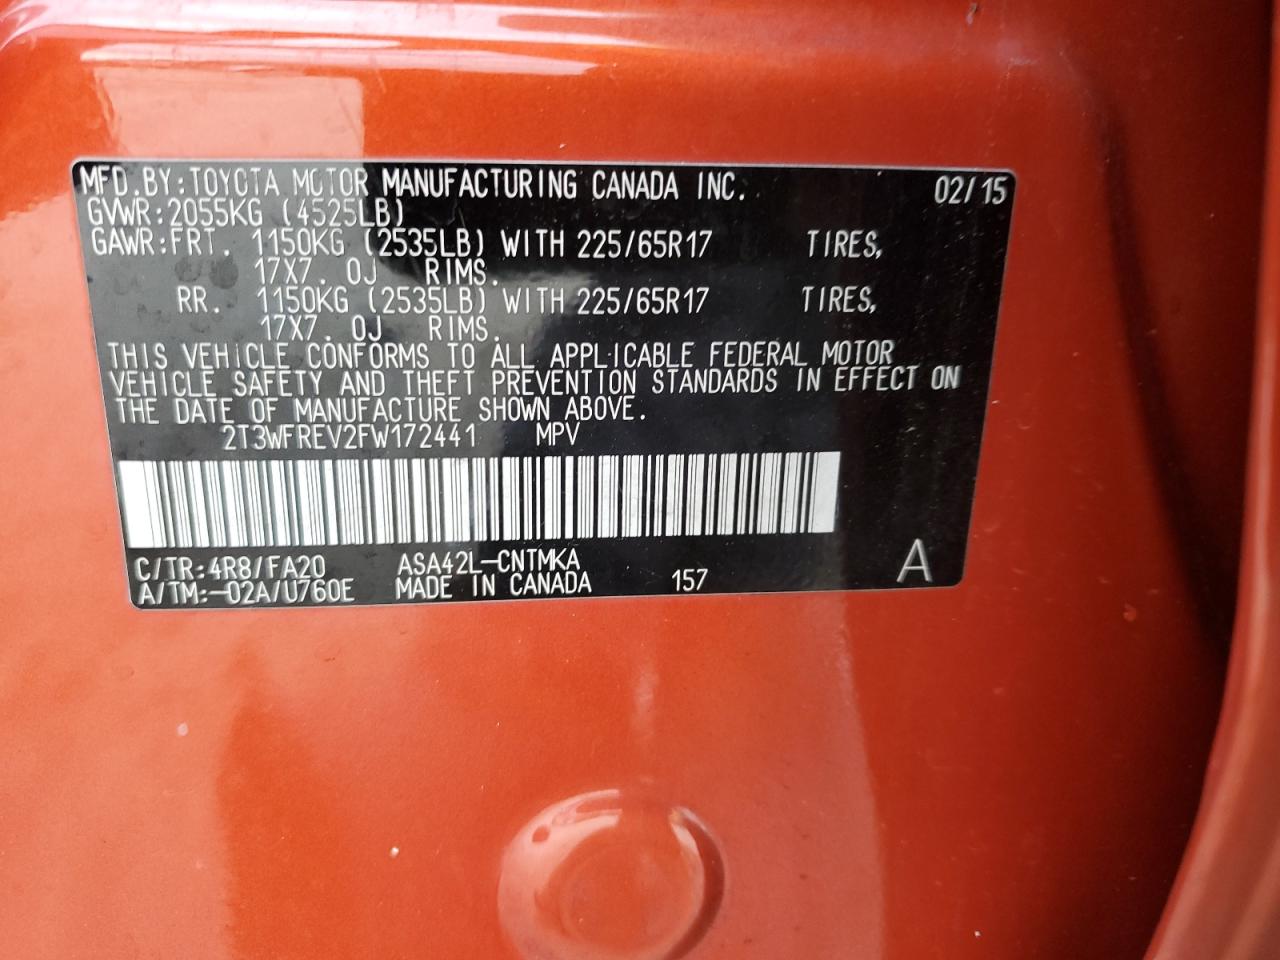 MFD.BY:TOYOTA MOTOR MANUFACTURING CANADA INC. 02/15
GVWR:2055KG (4525LB)
GAWR:FRT. 1150KG (2535LB) WITH 225/65R17 TIRES,
17X7.0J RIMS.
RR. 1150KG (2535LB) WITH 225/65R17 TIRES,
17X7.0J RIMS.
THIS VEHICLE CONFORMS TO ALL APPLICABLE FEDERAL MOTOR
VEHICLE SAFETY AND THEFT PREVENTION STANDARDS IN EFFECT ON
THE DATE OF MANUFACTURE SHOWN ABOVE.
2T3WFREV2FW172441 MPV
C/TR:4R8/FA20 ASA42L-CNTMKA A
A/TM:-02A/U760E MADE IN CANADA 157